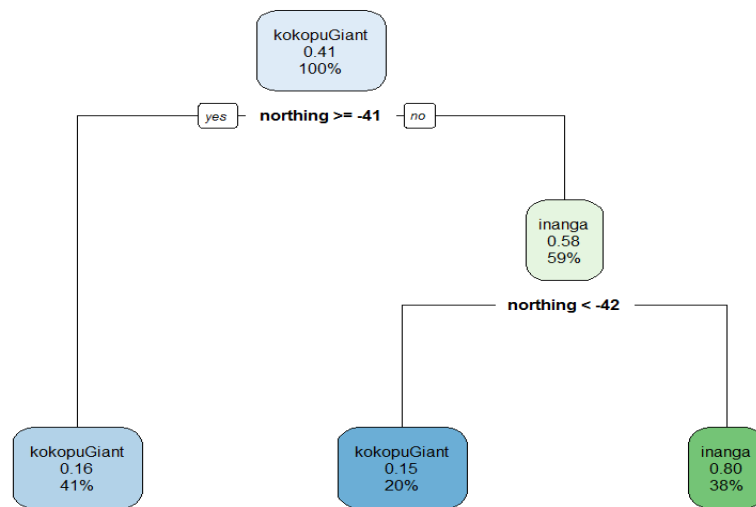 kokopuGiant
0.41
100%
yes
northing >= -41
no
inanga
0.58
59%
northing < -42
kokopuGiant
0.16
41%
kokopuGiant
0.15
20%
inanga
0.80
38%